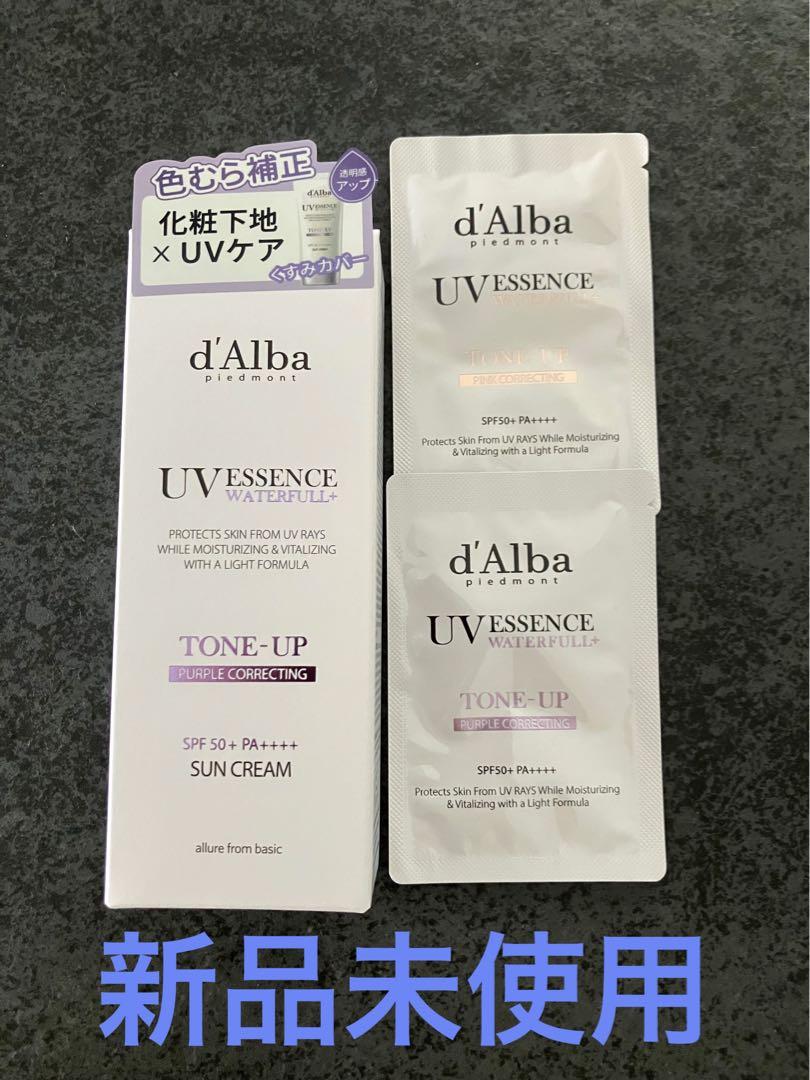 色むら補正
透明感
アップ
化粧下地
× UVケア
くすみカバー
d'Alba
UV ESSENCE
TONE-UP
d'Alba
piedmont
UV ESSENCE
WATERFULL+
PROTECTS SKIN FROM UV RAYS
WHILE MOISTURIZING & VITALIZING
WITH A LIGHT FORMULA
TONE-UP
PURPLE CORRECTING
SPF 50+ PA++++
SUN CREAM
allure from basic
d'Alba
piedmont
UV ESSENCE
WATERFULL+
TONE-UP
PINK CORRECTING
SPF50+ PA++++
Protects Skin From UV RAYS While Moisturizing
& Vitalizing with a Light Formula
d'Alba
piedmont
UV ESSENCE
WATERFULL+
TONE-UP
PURPLE CORRECTING
SPF50+ PA++++
Protects Skin From UV RAYS While Moisturizing
& Vitalizing with a Light Formula
新品未使用